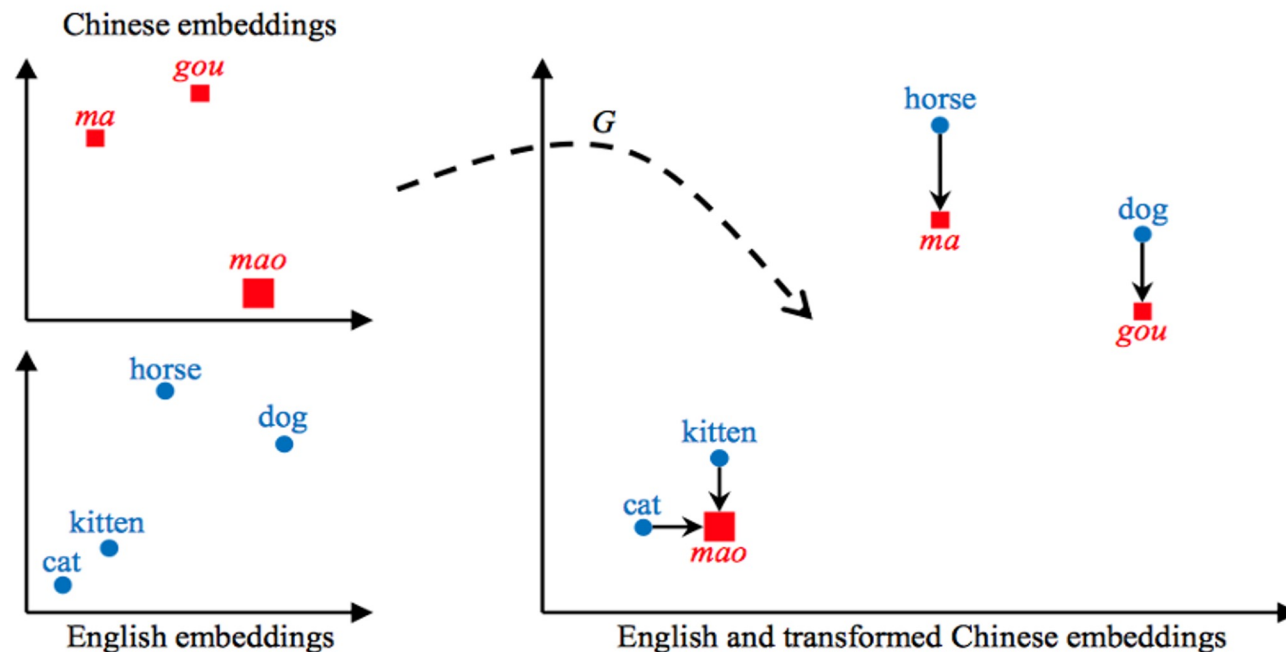 Chinese embeddings
gou
ma
mao
horse
dog
kitten
cat
English embeddings
G
horse
ma
dog
gou
kitten
cat
mao
English and transformed Chinese embeddings